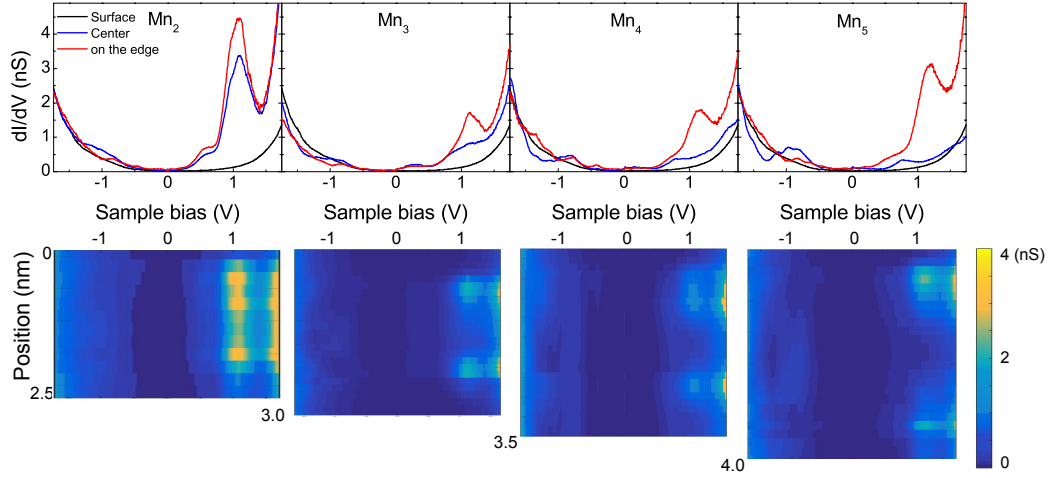 Mn2 Mn3 Mn4 Mn5
Surface
Center
on the edge
4
3
2
1
0
dI/dV (nS)
-1 0 1 -1 0 1 -1 0 1 -1 0 1
Sample bias (V) Sample bias (V) Sample bias (V) Sample bias (V)
-1 0 1 -1 0 1 -1 0 1 -1 0 1
0
Position (nm)
2.5
3.0
3.5
4.0
4 (nS)
2
0